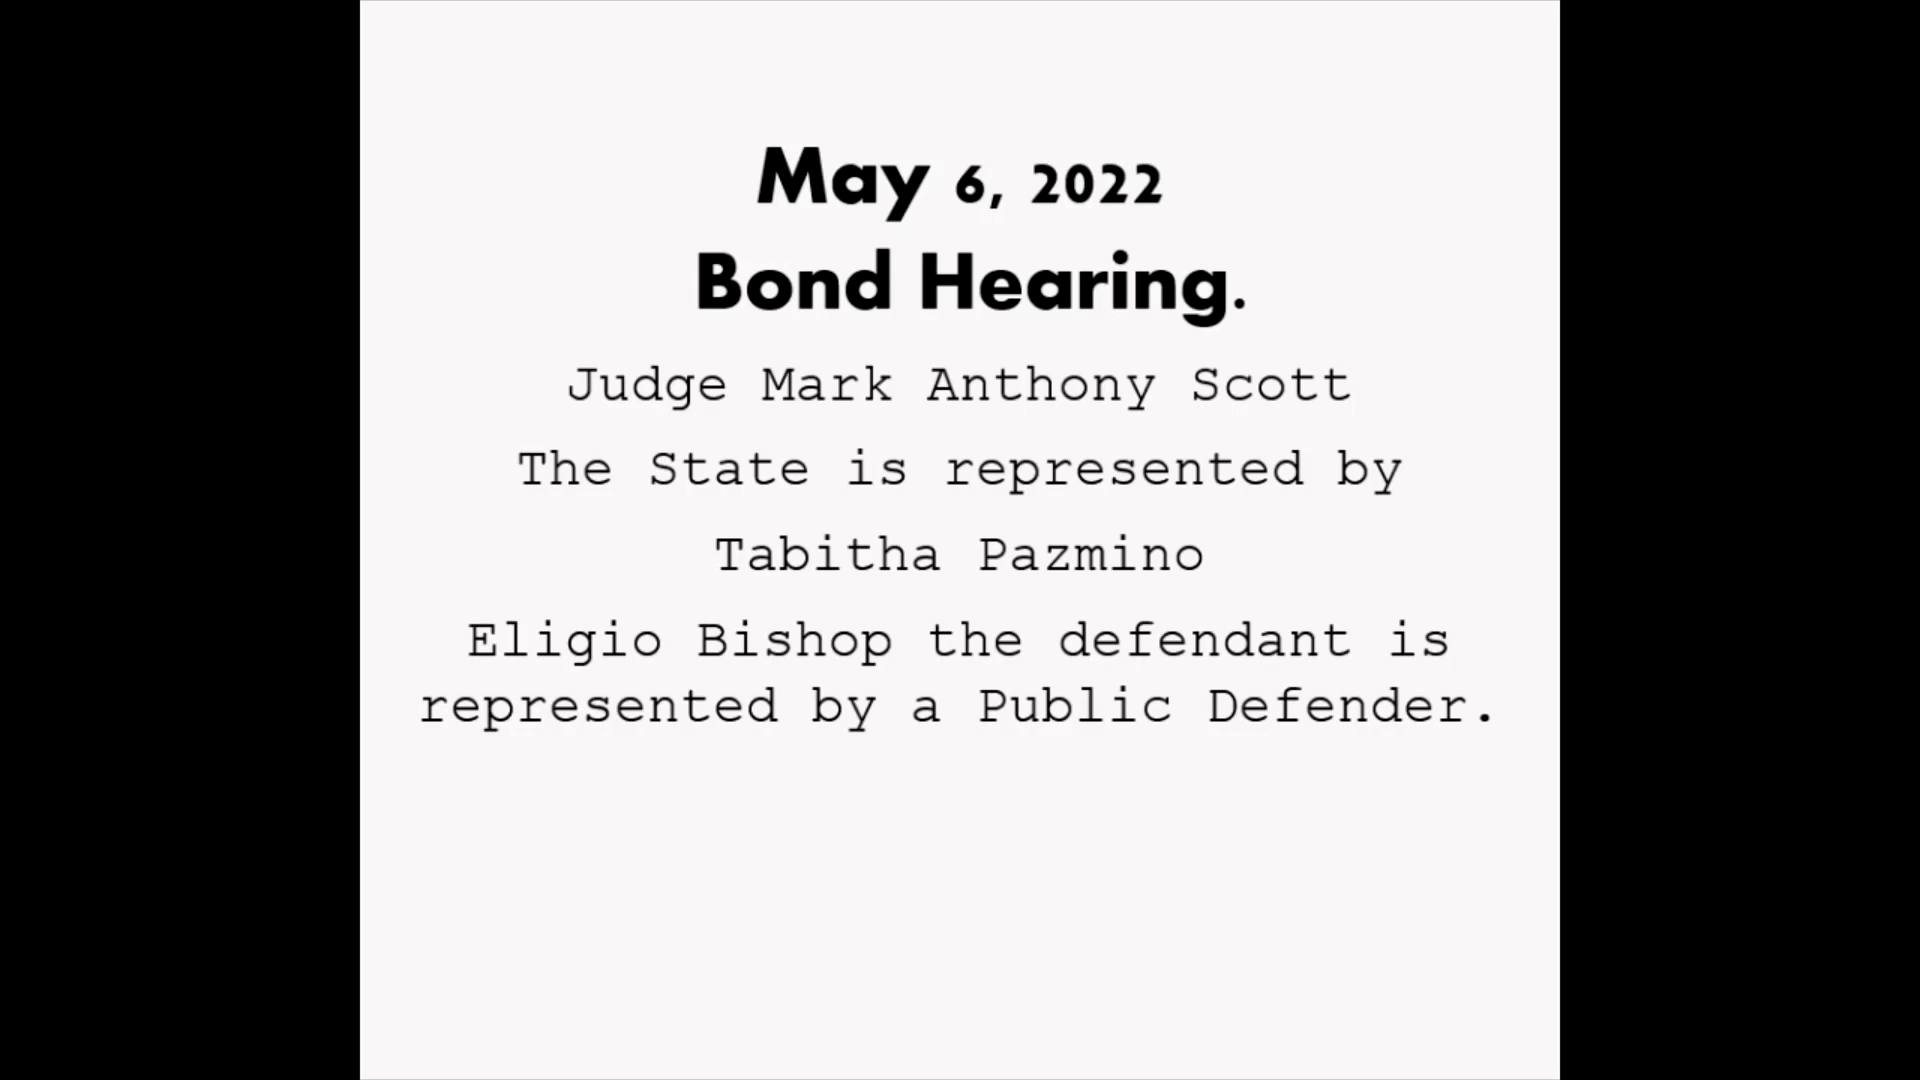 May 6, 2022
Bond Hearing.
Judge Mark Anthony Scott
The State is represented by
Tabitha Pazmino
Eligio Bishop the defendant is
represented by a Public Defender.